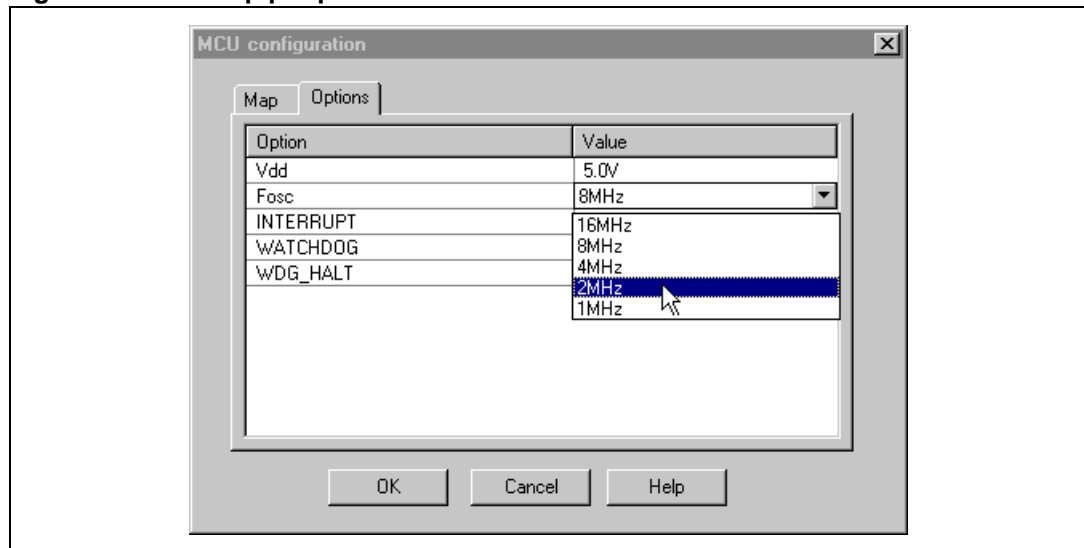 MCU configuration
Map Options
Option Value
Vdd 5.0V
Fosc 8MHz
INTERRUPT 16MHz
WATCHDOG 8MHz
4MHz
WDG_HALT 2MHz
1MHz
OK Cancel Help